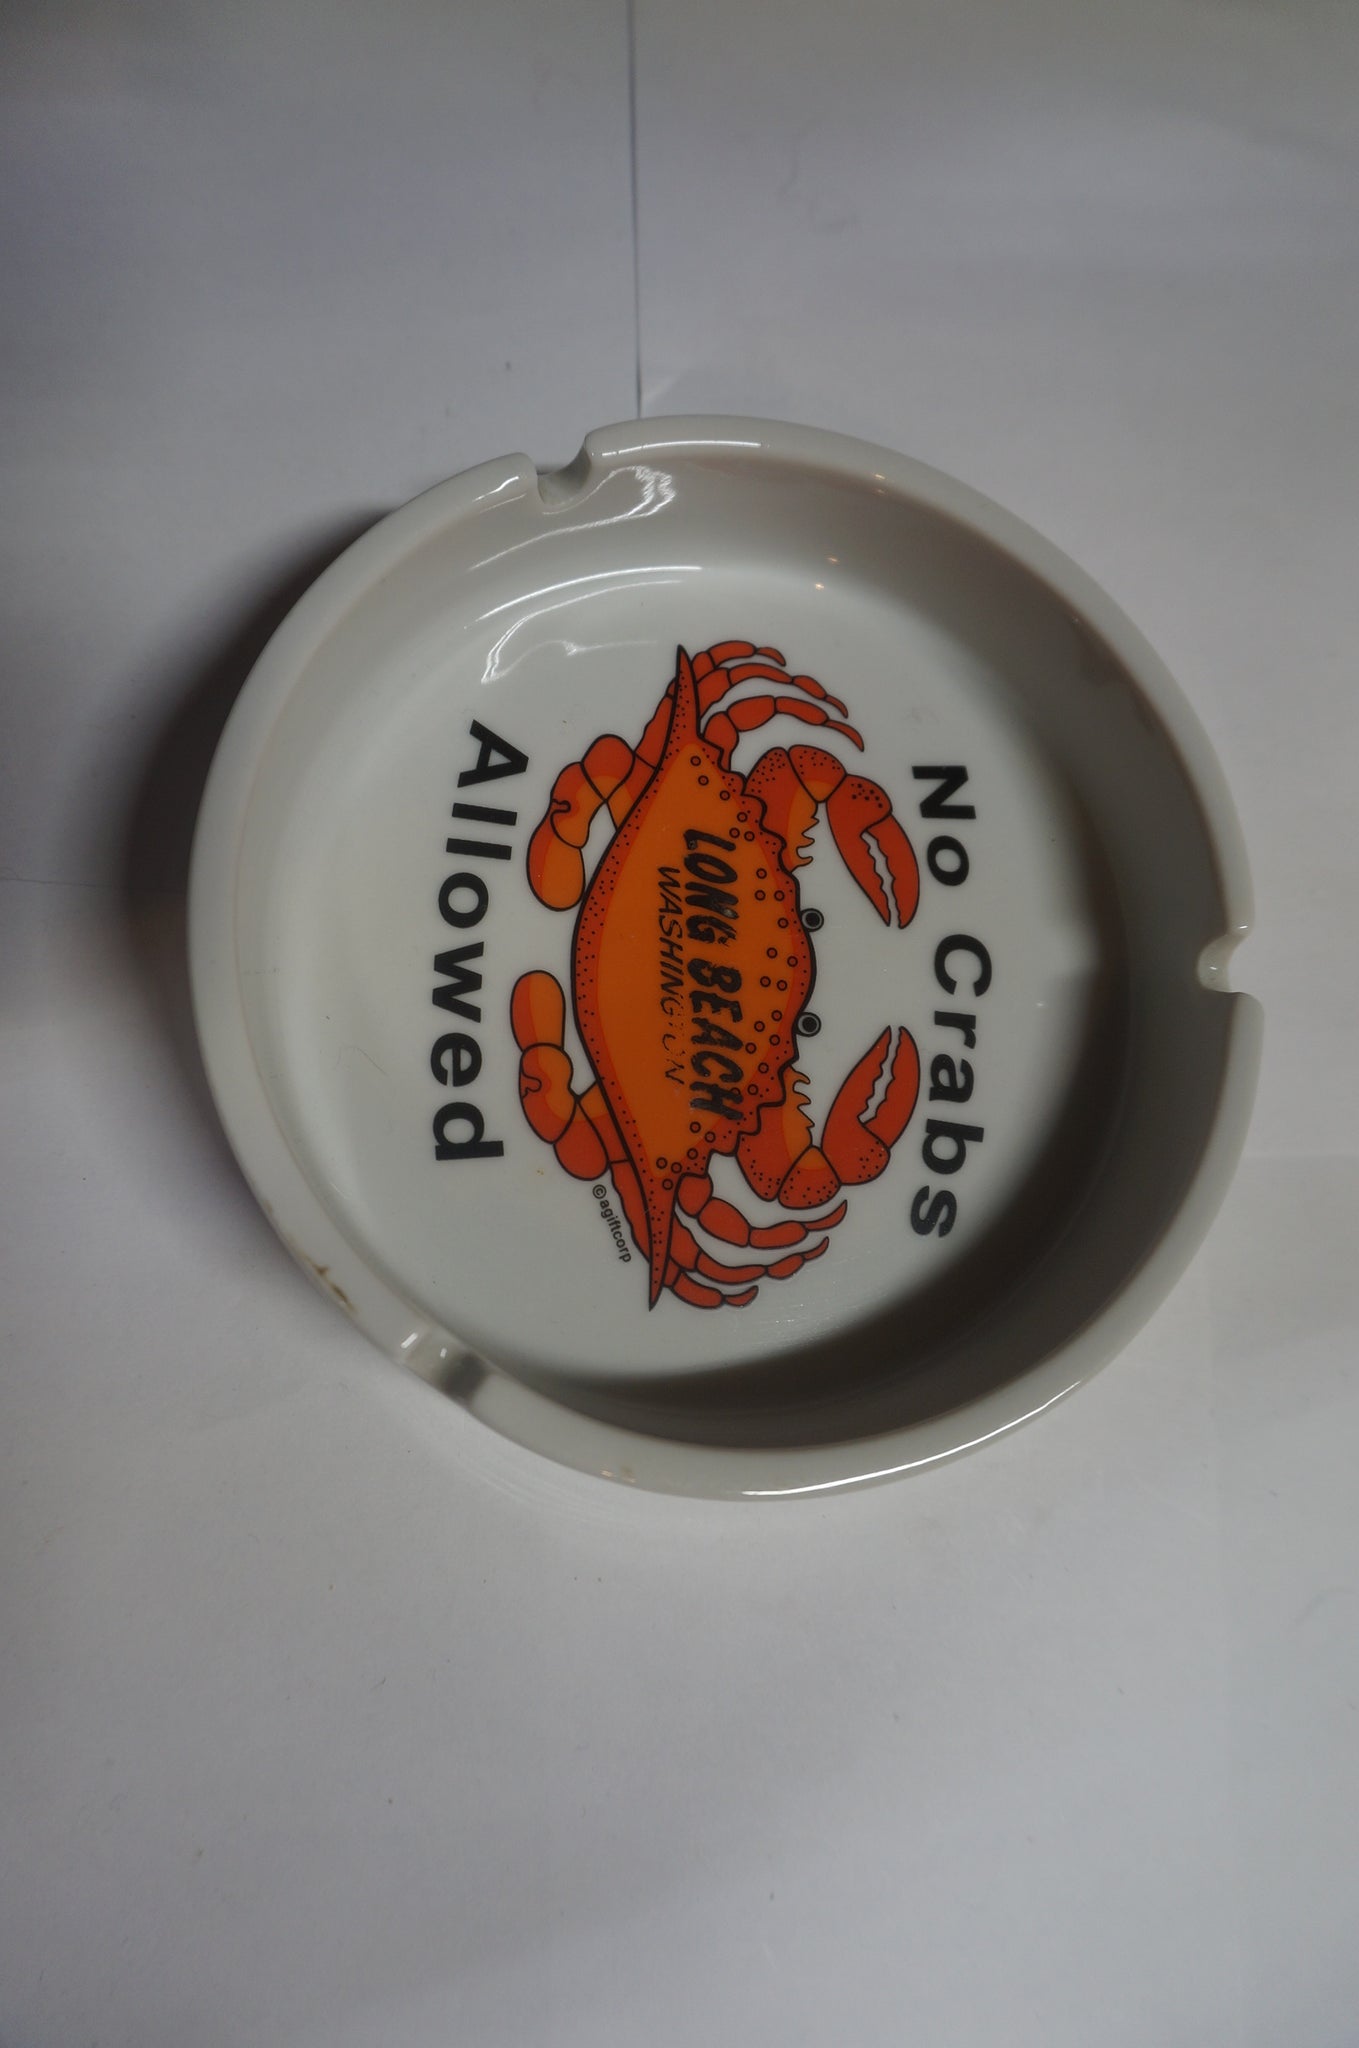 No Crabs
LONG BEACH
WASHINGTON
©agiftcorp
Allowed